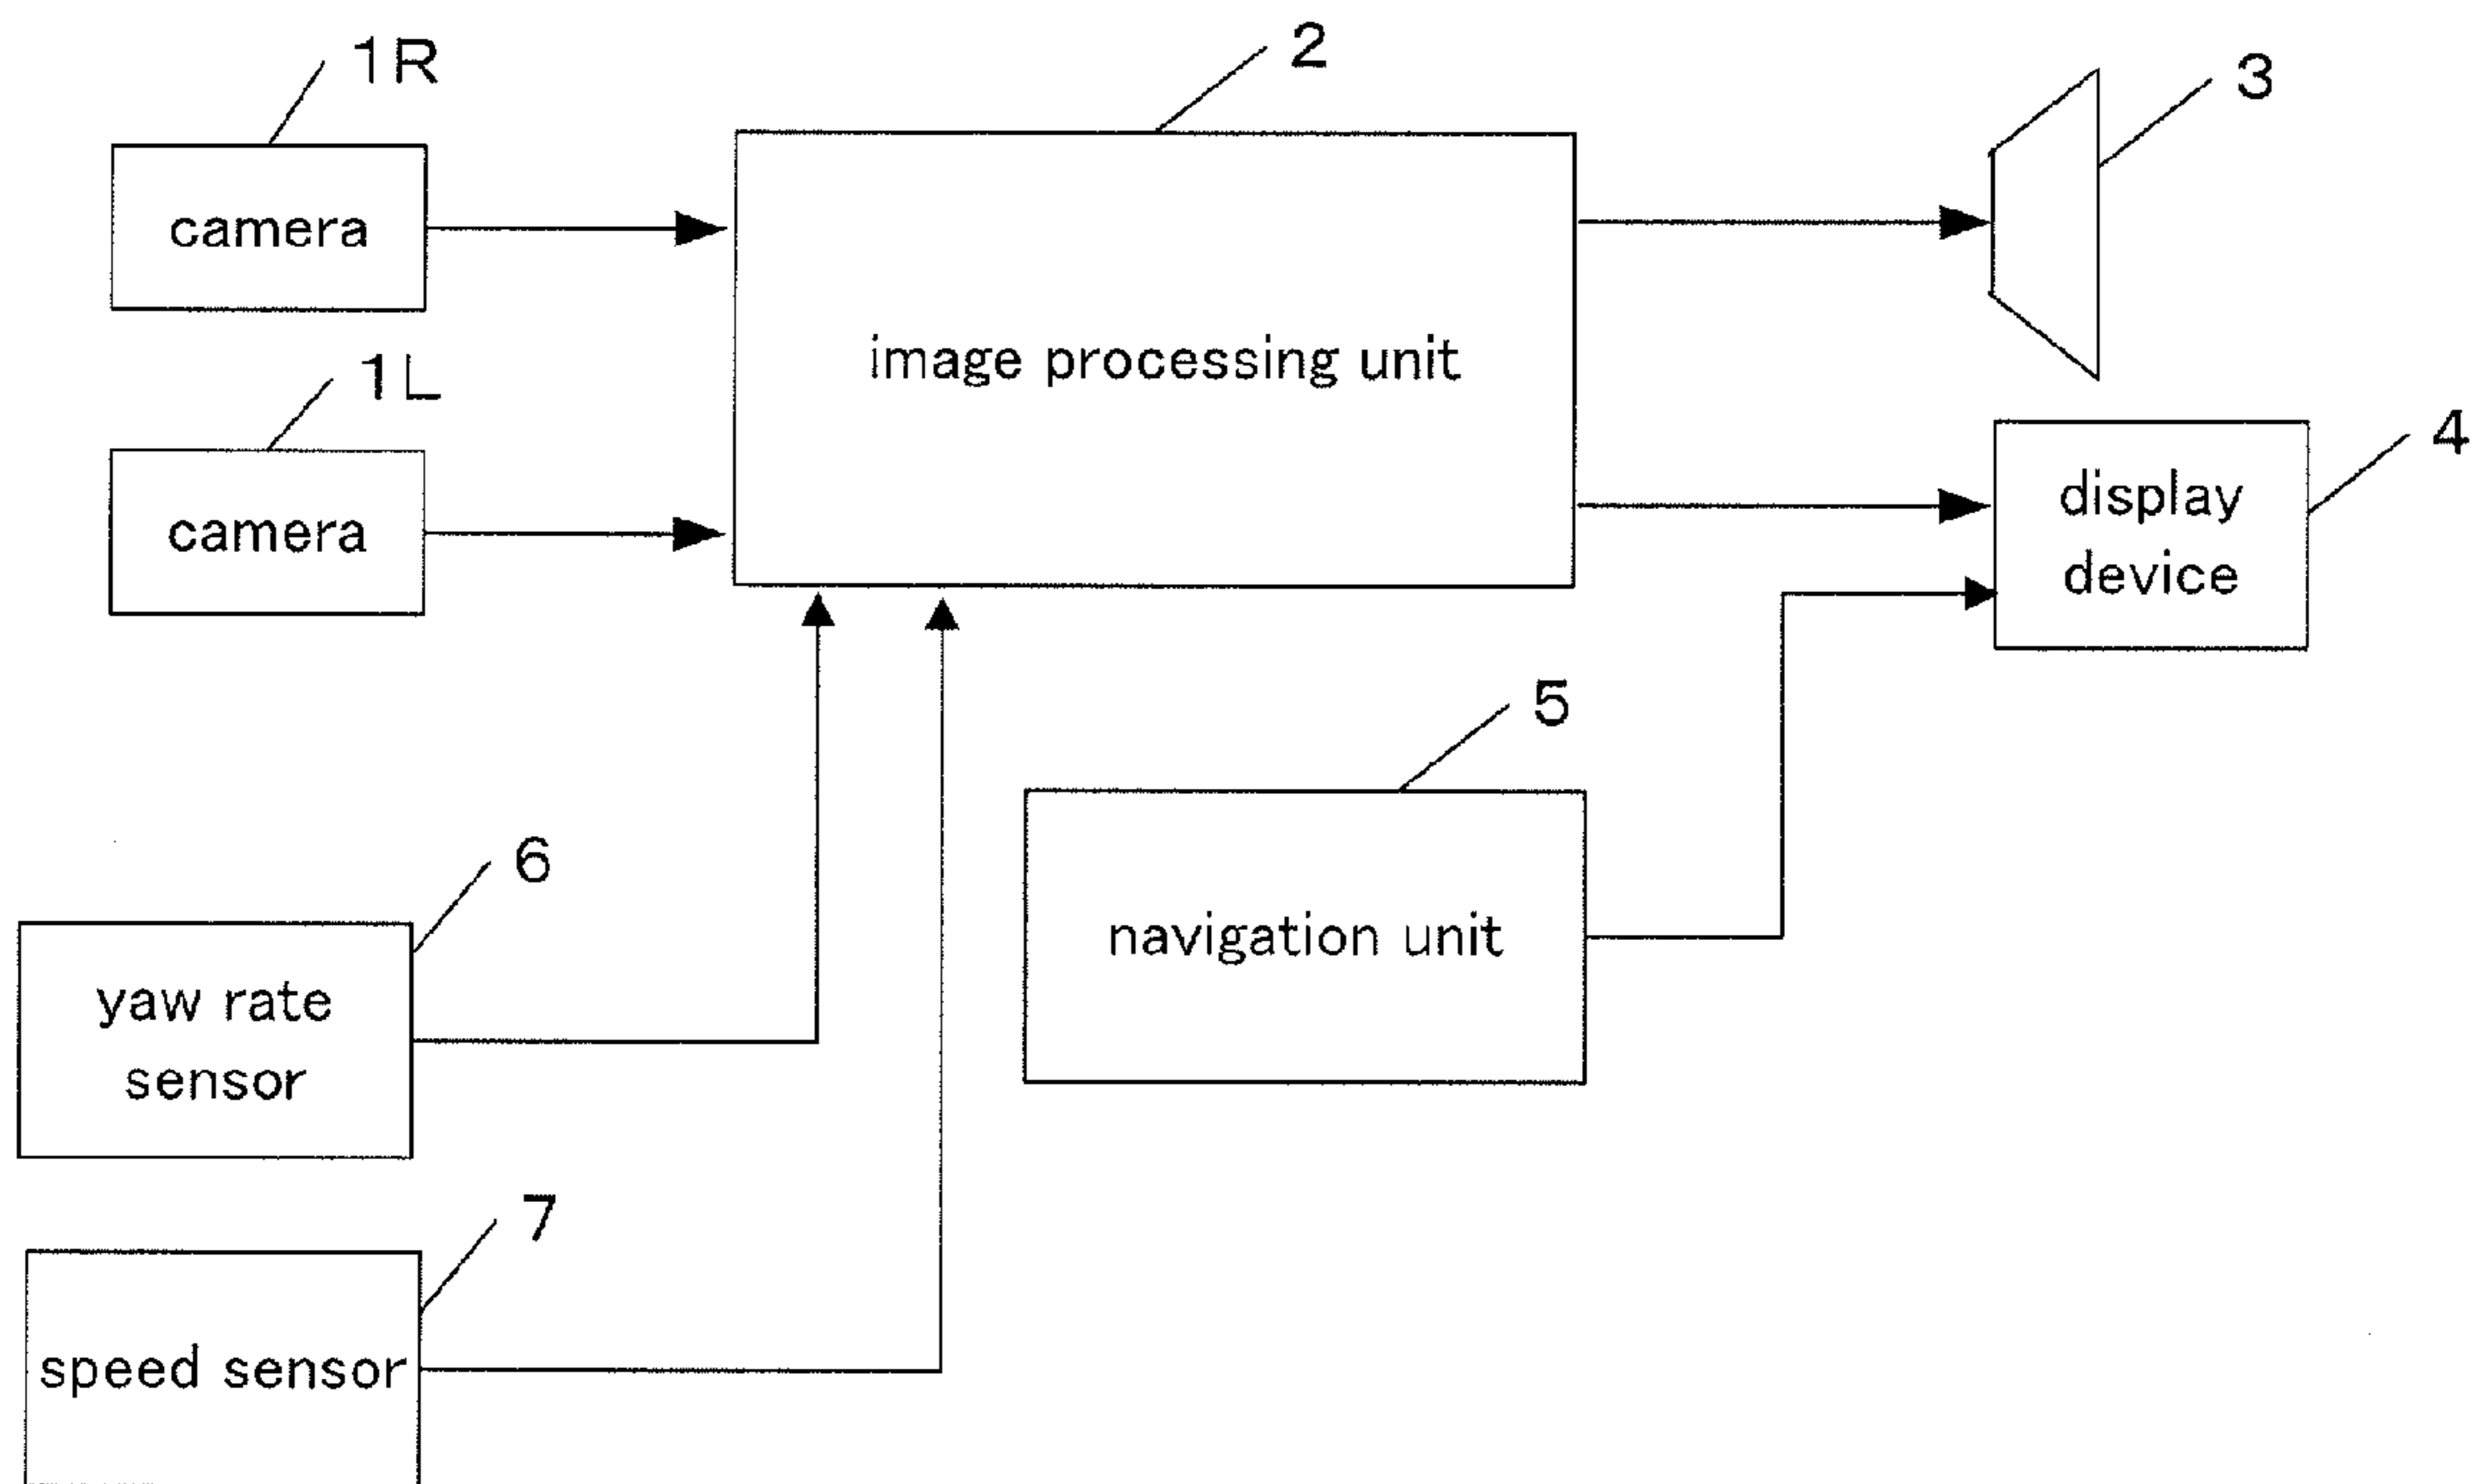 1R
2
3
camera
image processing unit
1L
camera
4
display
device
5
navigation unit
6
yaw rate
sensor
7
speed sensor